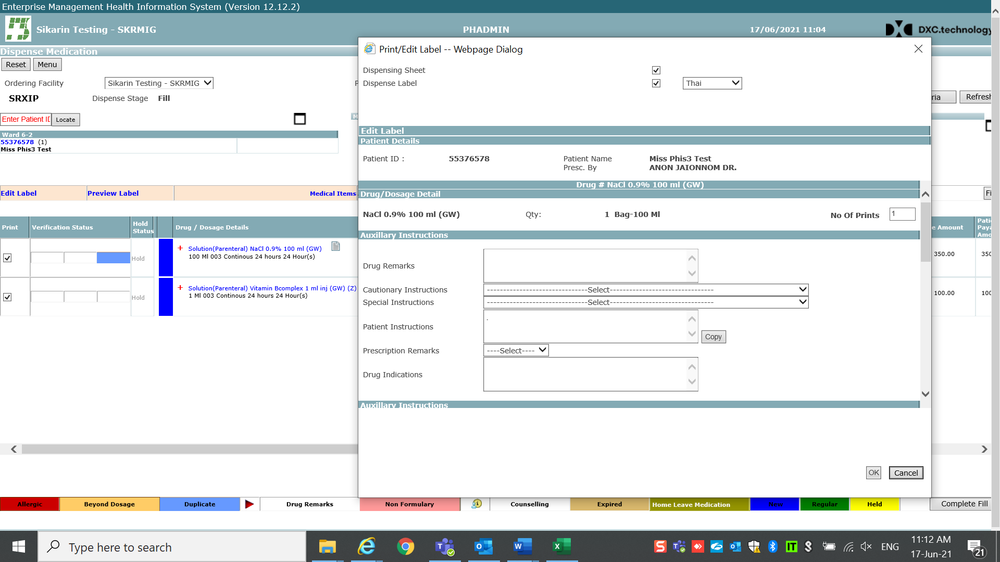 Enterprise Management Health Information System (Version 12.12.2)
Sikarin Testing - SKRMIG
PHADMIN
17/06/2021 11:04
DXC.technology
Dispense Medication
Reset
Menu
Ordering Facility
Sikarin Testing - SKRMIG
SRXIP
Dispense Stage
Fill
Refresh
Enter Patient ID
Locate
Ward 6-2
55376578 (1)
Miss Phis3 Test
Edit Label
Preview Label
Medical Items
Print
Verification Status
Hold Status
Drug / Dosage Details
e Amount
Hold
+ Solution(Parenteral) NaCl 0.9% 100 ml (GW)
100 Ml 003 Continous 24 hours 24 Hour(s)
350.00
Hold
+ Solution(Parenteral) Vitamin Bcomplex 1 ml inj (GW) (Z)
1 Ml 003 Continous 24 hours 24 Hour(s)
100.00
Print/Edit Label -- Webpage Dialog
Dispensing Sheet
Dispense Label
Thai
Edit Label
Patient Details
Patient ID :
55376578
Patient Name
Miss Phis3 Test
Presc. By
ANON JAIONNOM DR.
Drug # NaCl 0.9% 100 ml (GW)
Drug/Dosage Detail
NaCl 0.9% 100 ml (GW)
Qty:
1 Bag-100 Ml
No Of Prints
1
Auxillary Instructions
Drug Remarks
Cautionary Instructions
-------------------------------Select--------------------------------
Special Instructions
-------------------------------Select--------------------------------
Patient Instructions
.
Copy
Prescription Remarks
----Select----
Drug Indications
Auxillary Instructions
OK
Cancel
Allergic
Beyond Dosage
Duplicate
Drug Remarks
Non Formulary
Counselling
Expired
Home Leave Medication
New
Regular
Held
Complete Fill
Type here to search
ENG
11:12 AM
17-Jun-21
21